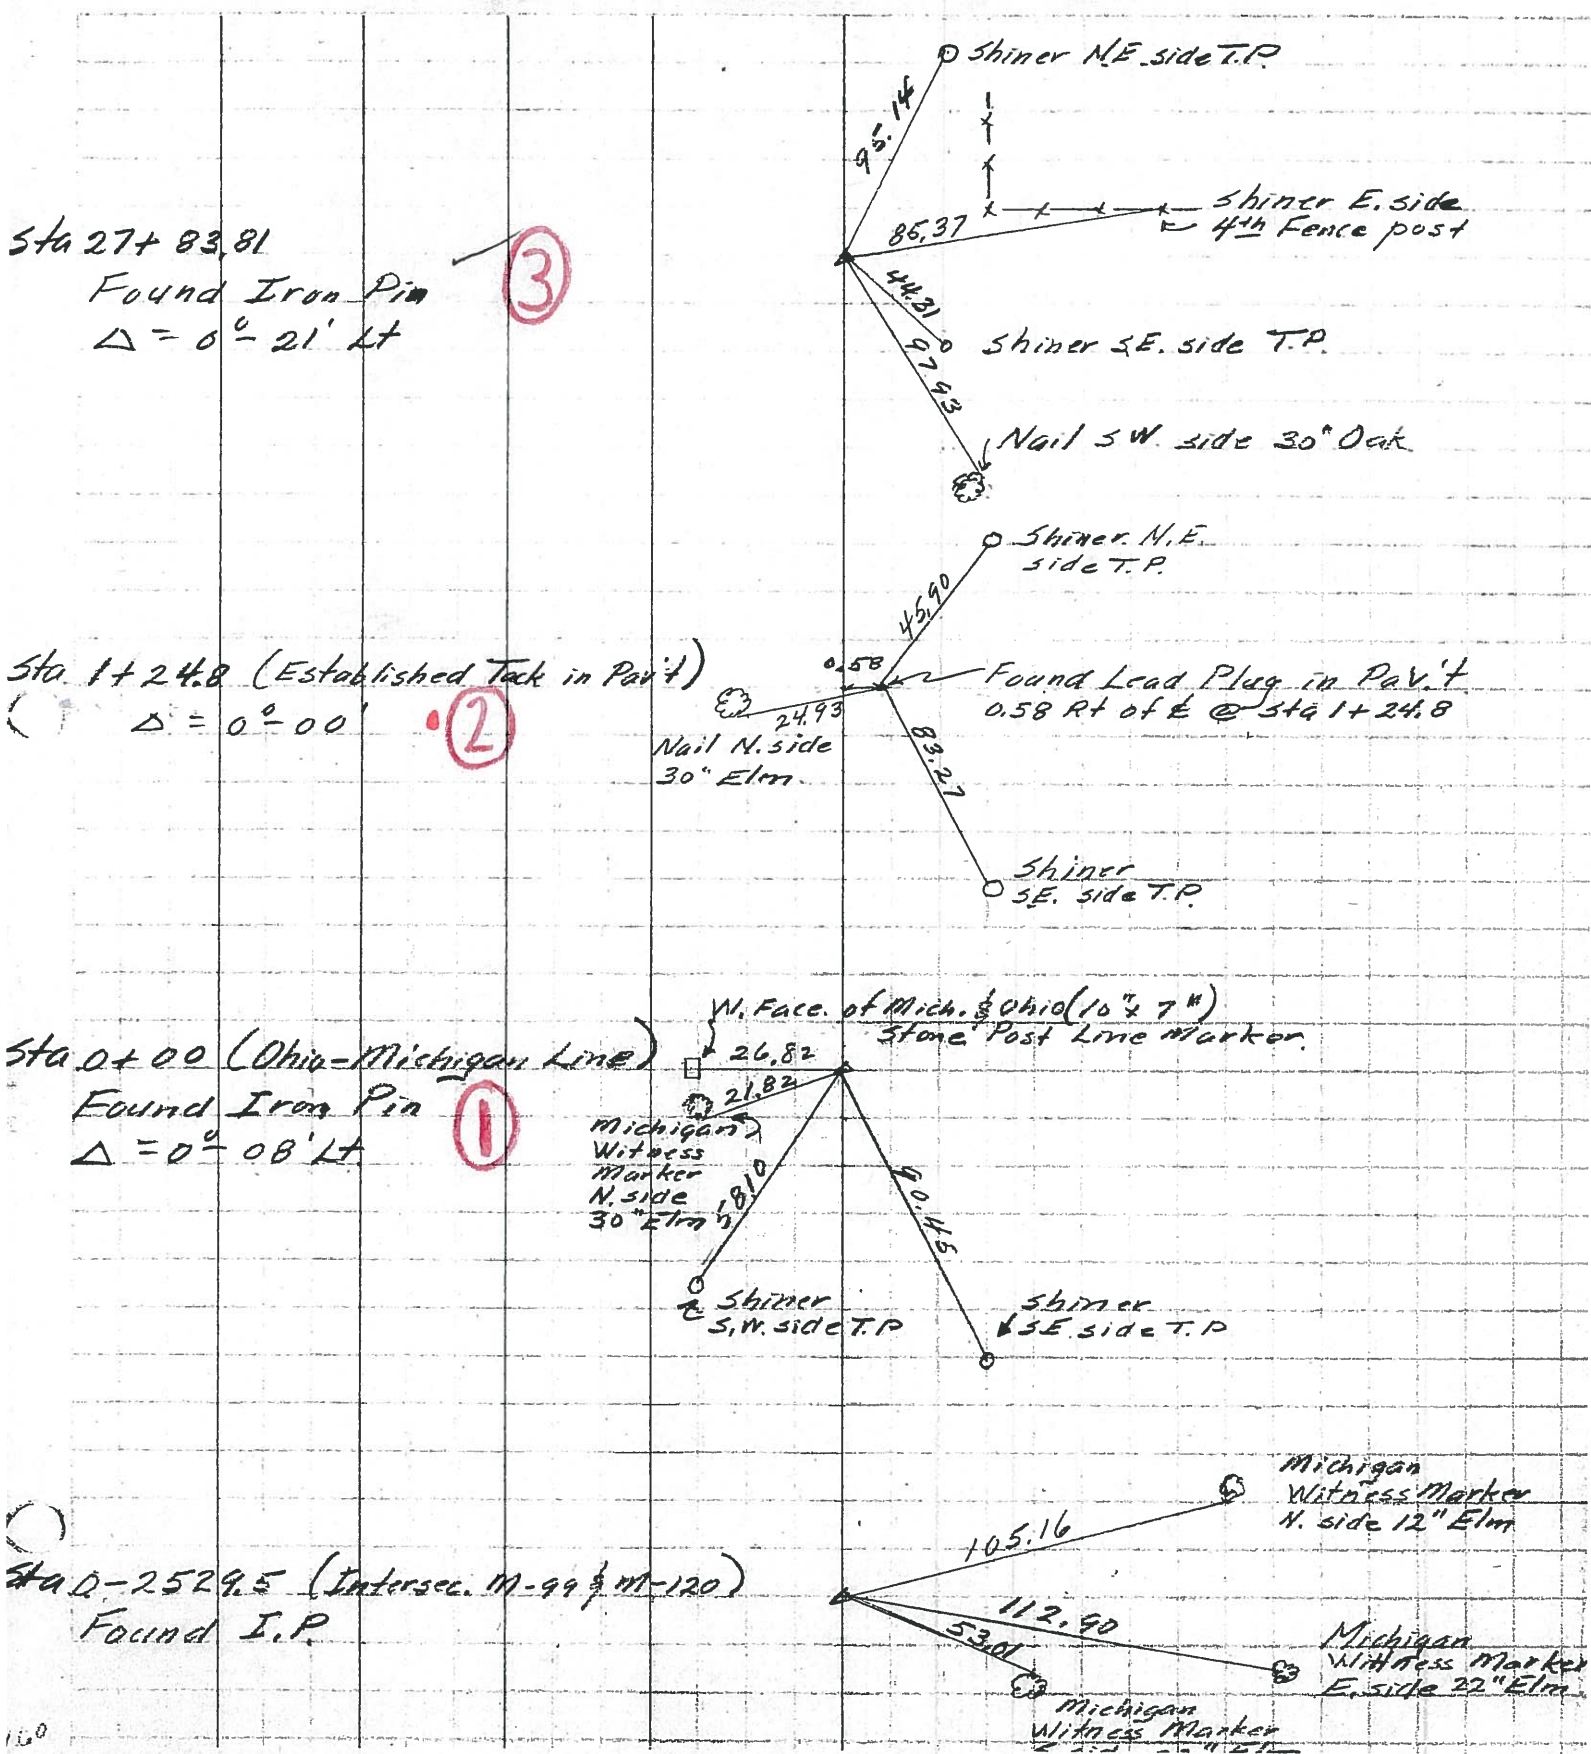 Shiner N.E. side T.P.
95.14
Shiner E. side
4th Fence post
86.37
Sta 27+83.81
Found Iron Pin
Δ = 0°-21' Lt
3
44.31
Shiner S.E. side T.P.
97.93
Nail S.W. side 30" Oak
Shiner N.E.
side T.P.
45.90
Sta 1+24.8 (Established Tack in Pav't)
Δ = 0°-00'
2
0.58
Found Lead Plug in Pav't
0.58 Rt of ℄ @ Sta 1+24.8
24.93
Nail N. side
30" Elm.
83.27
Shiner
S.E. side T.P.
W. Face of Mich. & Ohio (10" x 7")
Stone Post Line Marker.
Sta 0+00 (Ohio-Michigan Line)
Found Iron Pin
Δ = 0°-08' Lt
1
26.82
21.82
Michigan
Witness
Marker
N. side
30" Elm
58.10
90.45
Shiner
S.W. side T.P.
Shiner
S.E. side T.P.
Michigan
Witness Marker
N. side 12" Elm
105.16
Sta 0-2529.5 (Intersec. M-99 & M-120)
Found I.P.
112.90
53.01
Michigan
Wittness Marker
E. side 22" Elm.
Michigan
Witness Marker
160